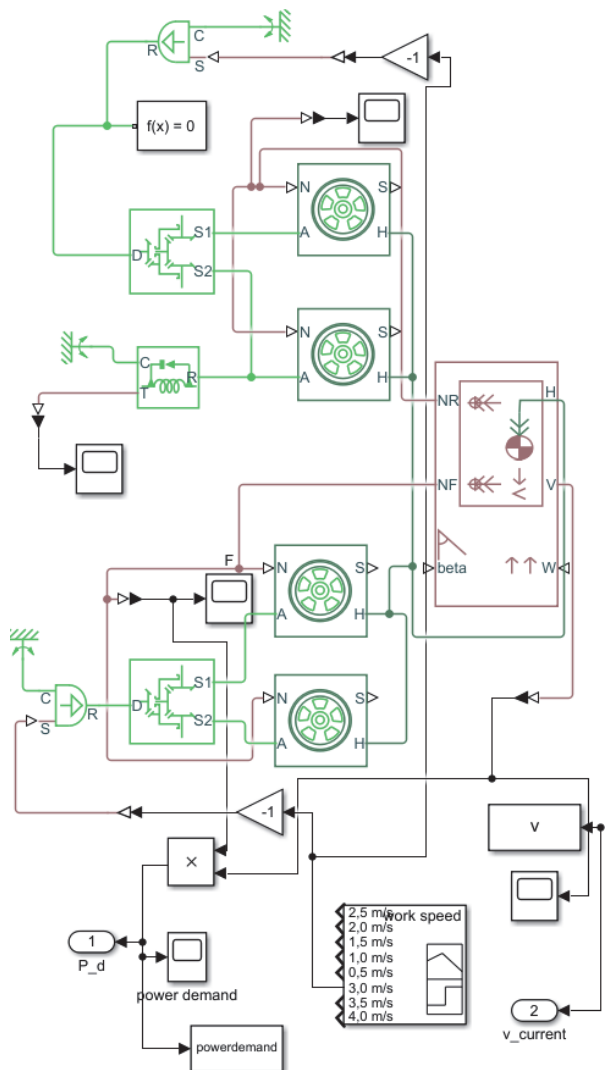 C
R
S
-1
f(x) = 0
N
S
A
H
S1
D
S2
N
S
C
R
A
H
T
NR
H
NF
V
F
N
S
beta
W
A
H
S1
C
R
D
S
S2
N
S
A
H
-1
v
×
2,5 m/s
work speed
2,0 m/s
1,5 m/s
1,0 m/s
0,5 m/s
3,0 m/s
3,5 m/s
4,0 m/s
1
P_d
power demand
2
v_current
powerdemand